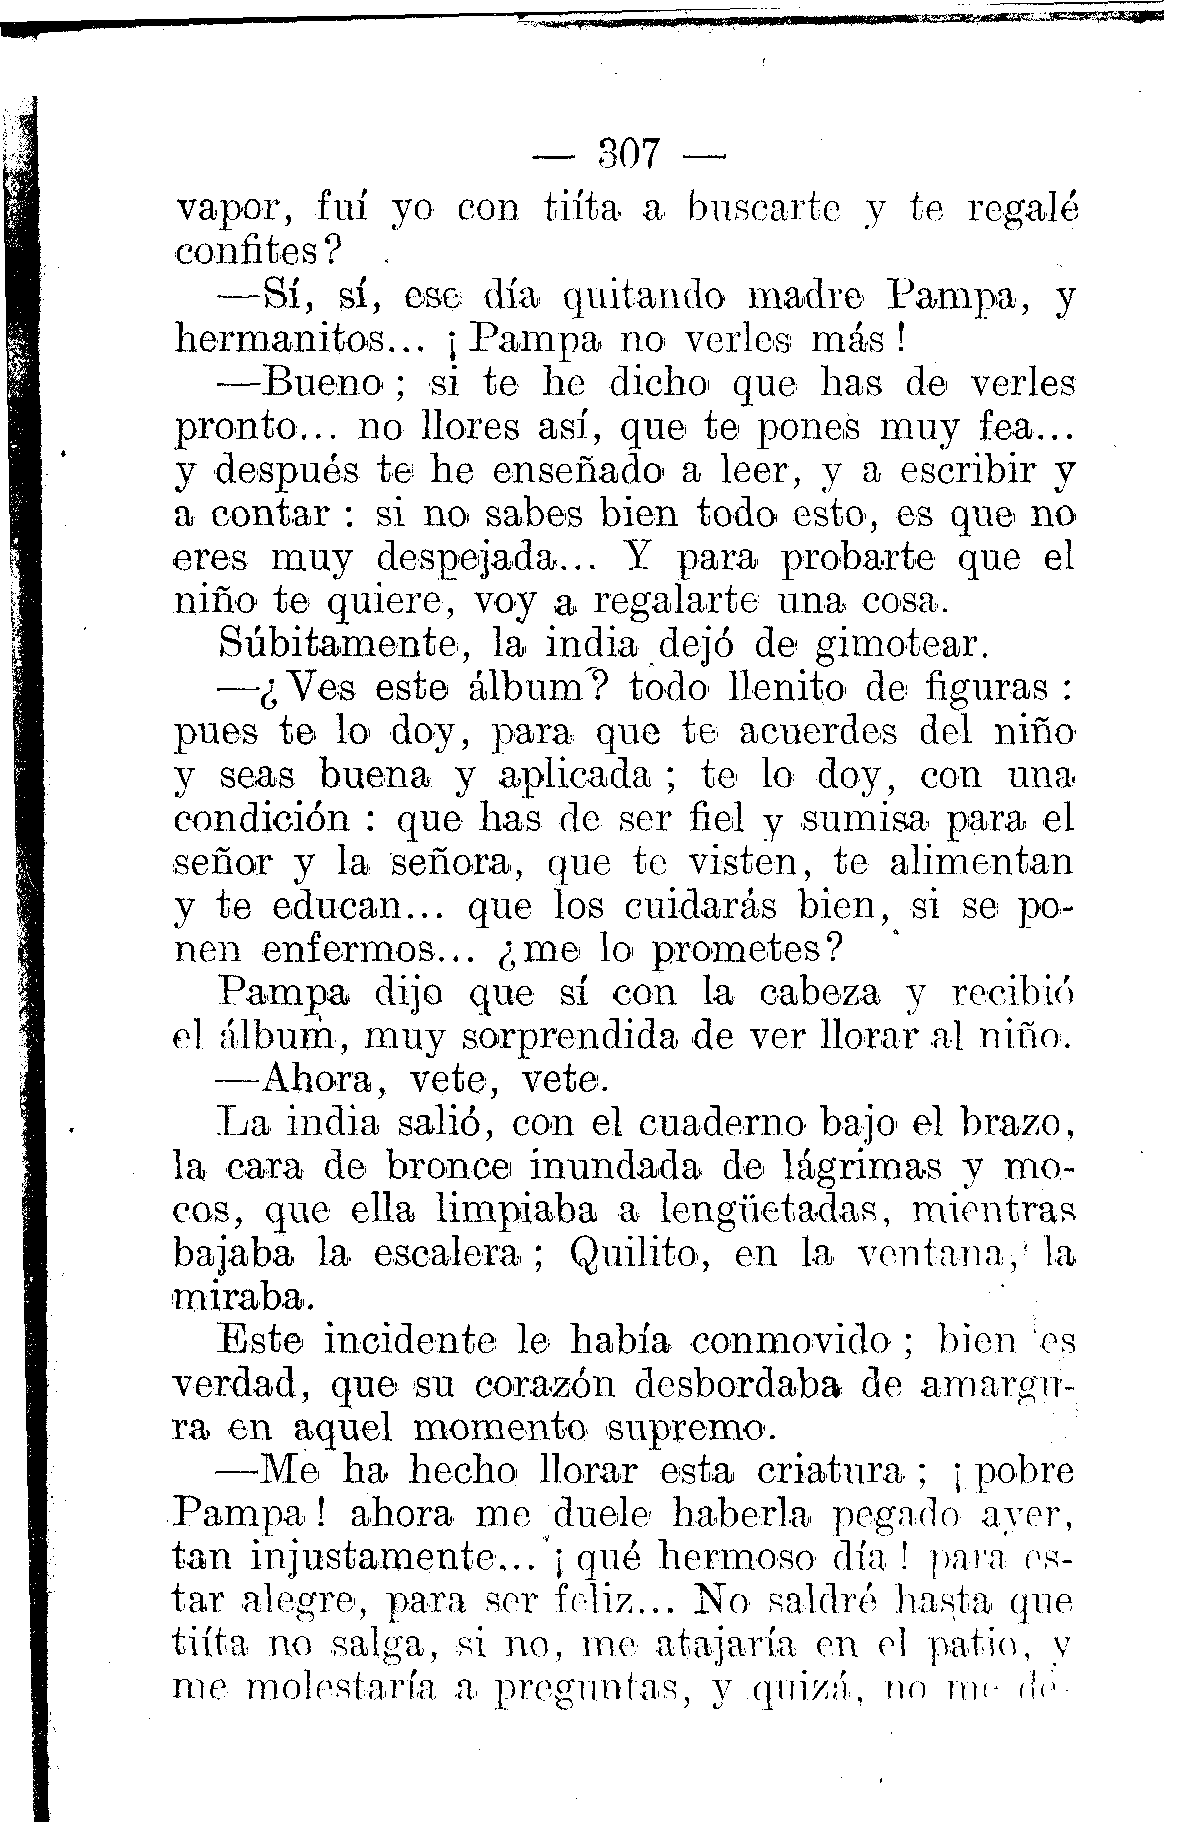 — 307 —
vapor, fuí yo con tiíta a buscarte y te regalé
confites?
—Sí, sí, ese día quitando madre Pampa, y
hermanitos... ¡Pampa no verles más!
—Bueno; si te he dicho que has de verles
pronto... no llores así, que te pones muy fea...
y después te he enseñado a leer, y a escribir y
a contar: si no sabes bien todo esto, es que no
eres muy despejada... Y para probarte que el
niño te quiere, voy a regalarte una cosa.
Súbitamente, la india dejó de gimotear.
—¿Ves este álbum? todo llenito de figuras:
pues te lo doy, para que te acuerdes del niño
y seas buena y aplicada; te lo doy, con una
condición: que has de ser fiel y sumisa para el
señor y la señora, que te visten, te alimentan
y te educan... que los cuidarás bien, si se po-
nen enfermos... ¿me lo prometes?
Pampa dijo que sí con la cabeza y recibió
el álbum, muy sorprendida de ver llorar al niño.
—Ahora, vete, vete.
La india salió, con el cuaderno bajo el brazo,
la cara de bronce inundada de lágrimas y mo-
cos, que ella limpiaba a lengüetadas, mientras
bajaba la escalera; Quilito, en la ventana, la
miraba.
Este incidente le había conmovido; bien es
verdad, que su corazón desbordaba de amargu-
ra en aquel momento supremo.
—Me ha hecho llorar esta criatura; ¡pobre
Pampa! ahora me duele haberla pegado ayer,
tan injustamente... ¡qué hermoso día! para es-
tar alegre, para ser feliz... No saldré hasta que
tiíta no salga, si no, me atajaría en el patio, y
me molestaría a preguntas, y quizá, no me de-